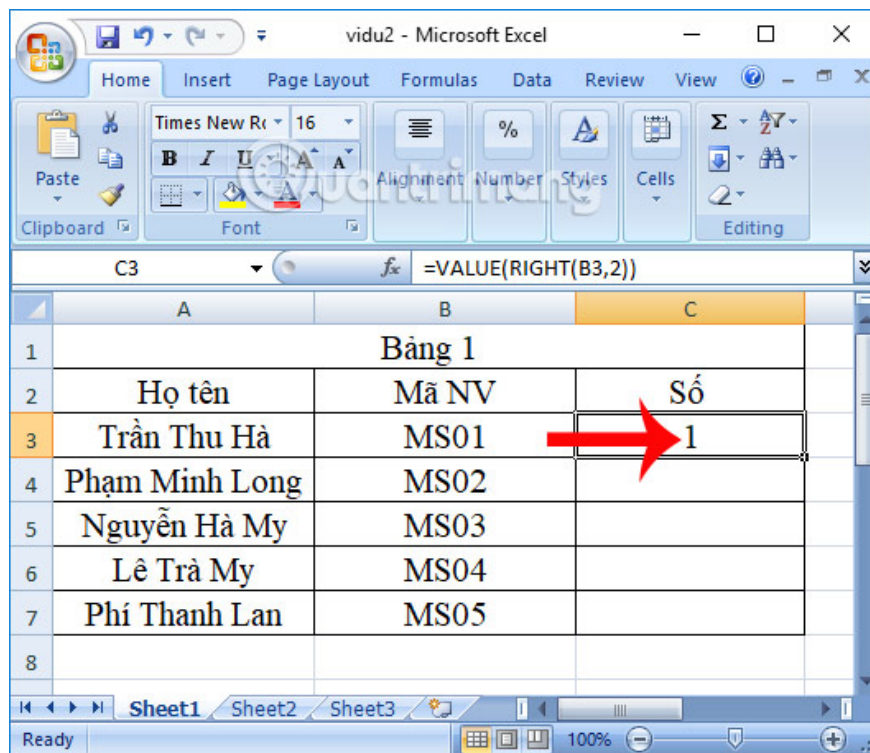 vidu2 - Microsoft Excel
Home Insert Page Layout Formulas Data Review View
Times New Ro 16
B I U A A
% A Σ A Z
Paste Alignment Number Styles Cells
Clipboard Font Editing
Quantrimang
C3 fx =VALUE(RIGHT(B3,2))
A B C
1 Bảng 1
2 Họ tên Mã NV Số
3 Trần Thu Hà MS01 1
4 Phạm Minh Long MS02
5 Nguyễn Hà My MS03
6 Lê Trà My MS04
7 Phí Thanh Lan MS05
8
Sheet1 Sheet2 Sheet3
Ready 100%